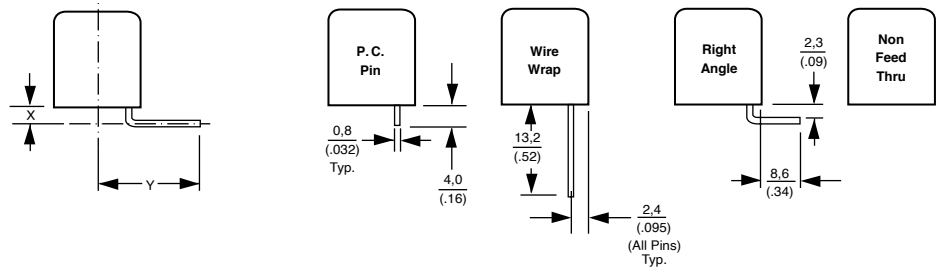 X
Y
P. C.
Pin
0,8
(.032)
Typ.
4,0
(.16)
Wire
Wrap
13,2
(.52)
2,4
(.095)
(All Pins)
Typ.
Right
Angle
2,3
(.09)
8,6
(.34)
Non
Feed
Thru